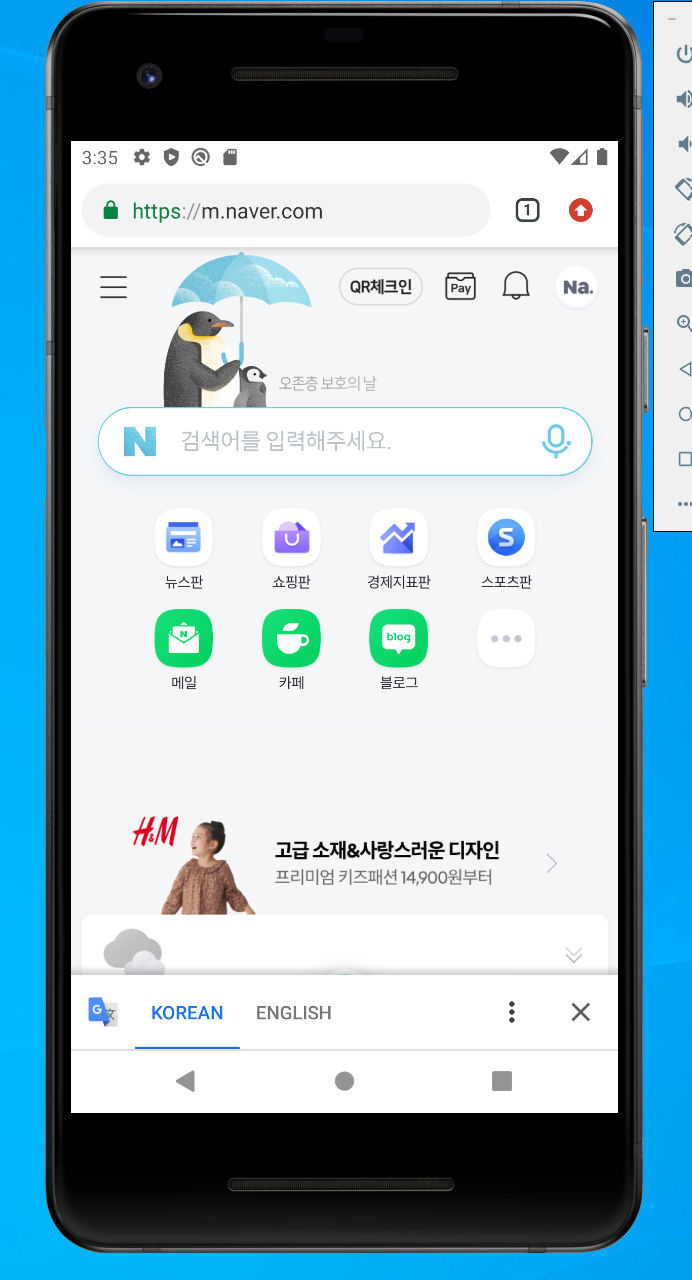 3:35
https://m.naver.com
1
QR체크인
Pay
Na.
오존층 보호의 날
N 검색어를 입력해주세요.
S
뉴스판 쇼핑판 경제지표판 스포츠판
N
blog
메일 카페 블로그
H&M
고급 소재&사랑스러운 디자인
프리미엄 키즈패션 14,900원부터
G 文
KOREAN ENGLISH